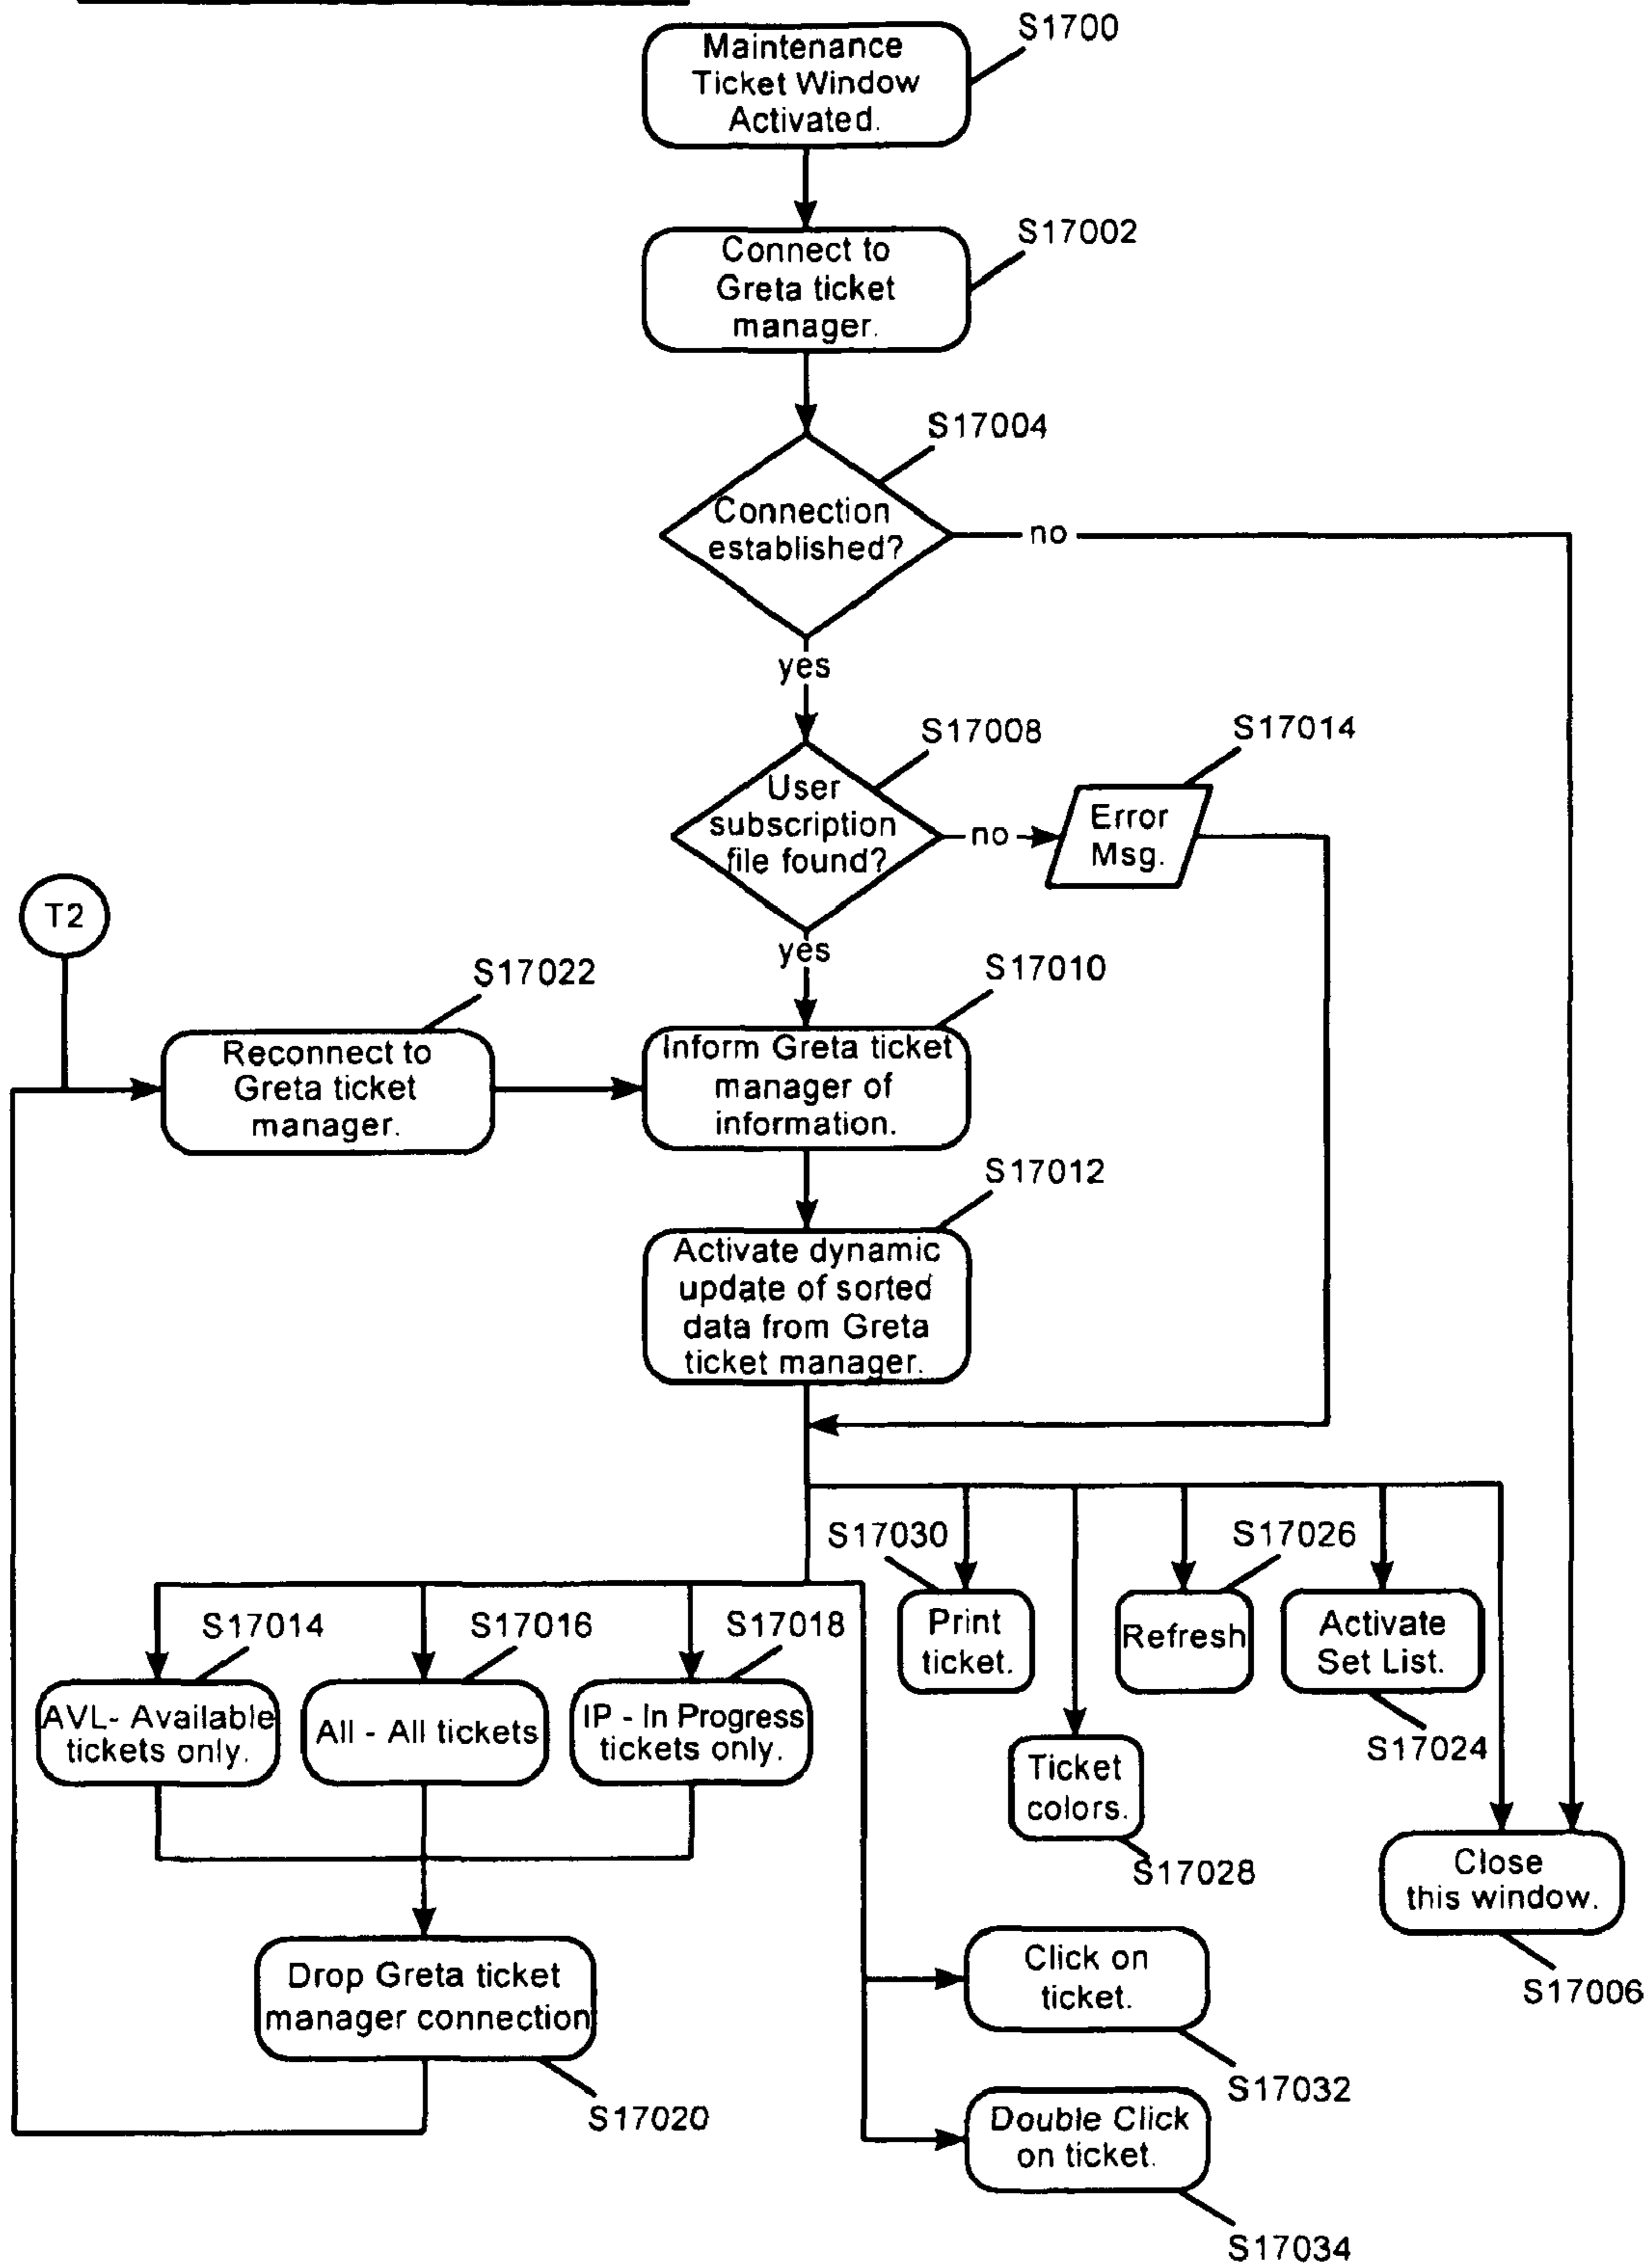 S1700
Maintenance
Ticket Window
Activated.
S17002
Connect to
Greta ticket
manager.
S17004
Connection
established?
no
yes
S17008
S17014
User
subscription
file found?
no
Error
Msg.
T2
yes
S17022
S17010
Reconnect to
Greta ticket
manager.
Inform Greta ticket
manager of
information.
S17012
Activate dynamic
update of sorted
data from Greta
ticket manager.
S17030
S17026
Print
ticket.
Refresh
Activate
Set List.
S17024
S17014
S17016
S17018
AVL- Available
tickets only.
All - All tickets
IP - In Progress
tickets only.
Ticket
colors.
S17028
Close
this window.
S17006
Drop Greta ticket
manager connection
S17020
Click on
ticket.
S17032
Double Click
on ticket.
S17034